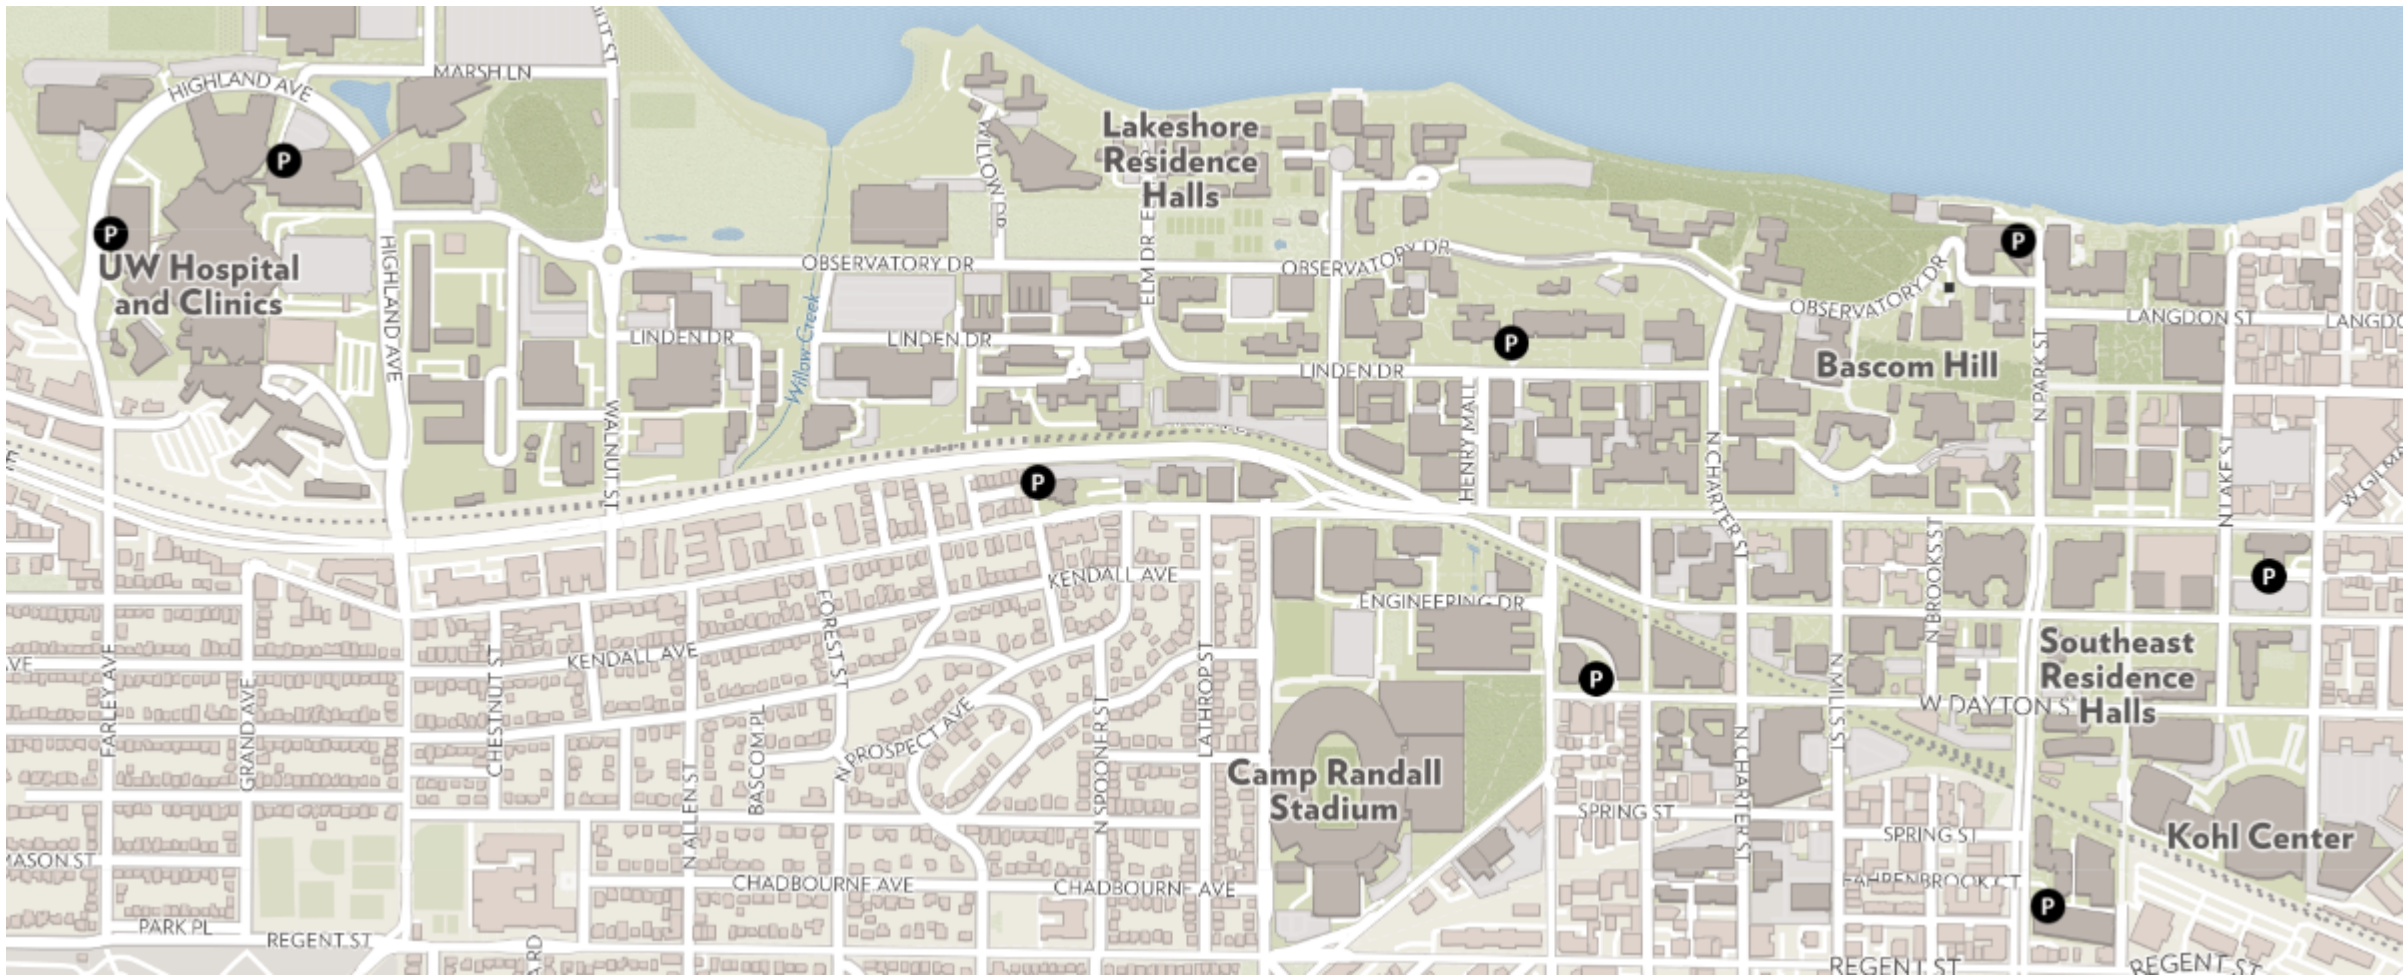 MARSH LN
HIGHLAND AVE
P
P
UW Hospital
and Clinics
HIGHLAND AVE
Lakeshore
Residence
Halls
WILLOW DR
OBSERVATORY DR
OBSERVATORY DR
OBSERVATORY DR
P
LANGDON ST
LINDEN DR
LINDEN DR
LINDEN DR
Willow Creek
P
Bascom Hill
N PARK ST
WALNUT ST
HENRY MALL
N CHARTER ST
N LAKE ST
P
KENDALL AVE
ENGINEERING DR
N BROOKS ST
P
FOREST ST
KENDALL AVE
FARLEY AVE
GRAND AVE
CHESTNUT ST
LATHROP ST
Southeast
Residence
Halls
P
W DAYTON S
N MILLS ST
N PROSPECT AVE
BASCOM PL
N ALLEN ST
N SPOONER ST
Camp Randall
Stadium
SPRING ST
N CHARTER ST
SPRING ST
Kohl Center
MASON ST
CHADBOURNE AVE
CHADBOURNE AVE
FAHRENBROOK CT
P
PARK PL
REGENT ST
REGENT ST
REGENT ST